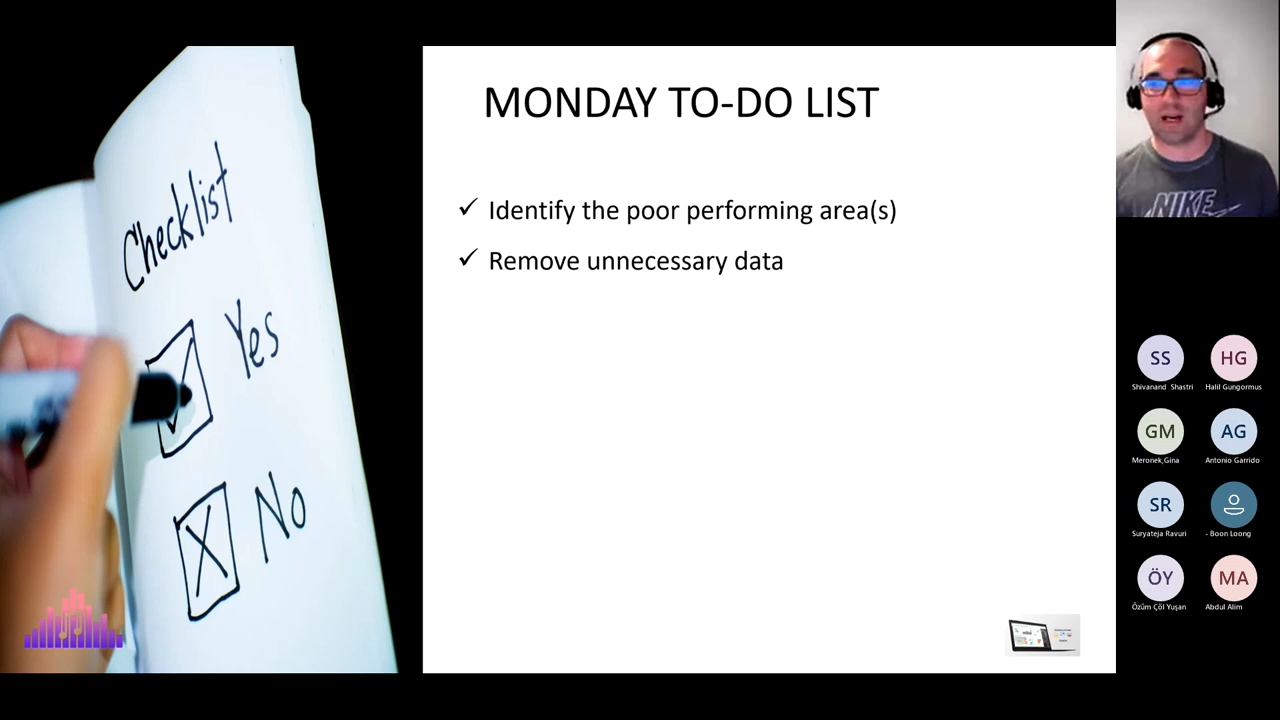 Checklist
Yes
No
MONDAY TO-DO LIST
Identify the poor performing area(s)
Remove unnecessary data
NIKE
SS
Shivanand Shastri
HG
Halil Gungormus
GM
Meronek,Gina
AG
Antonio Garrido
SR
Suryateja Ravuri
- Boon Loong
ÖY
Özüm Çöl Yuşan
MA
Abdul Alim